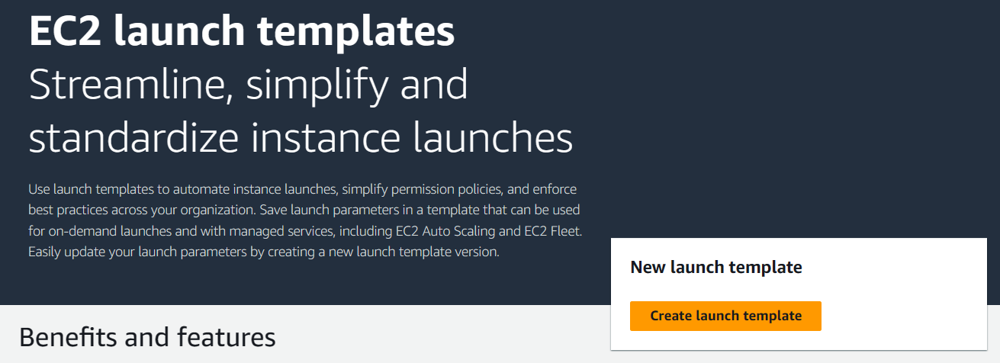 EC2 launch templates
Streamline, simplify and
standardize instance launches
Use launch templates to automate instance launches, simplify permission policies, and enforce
best practices across your organization. Save launch parameters in a template that can be used
for on-demand launches and with managed services, including EC2 Auto Scaling and EC2 Fleet.
Easily update your launch parameters by creating a new launch template version.
New launch template
Create launch template
Benefits and features